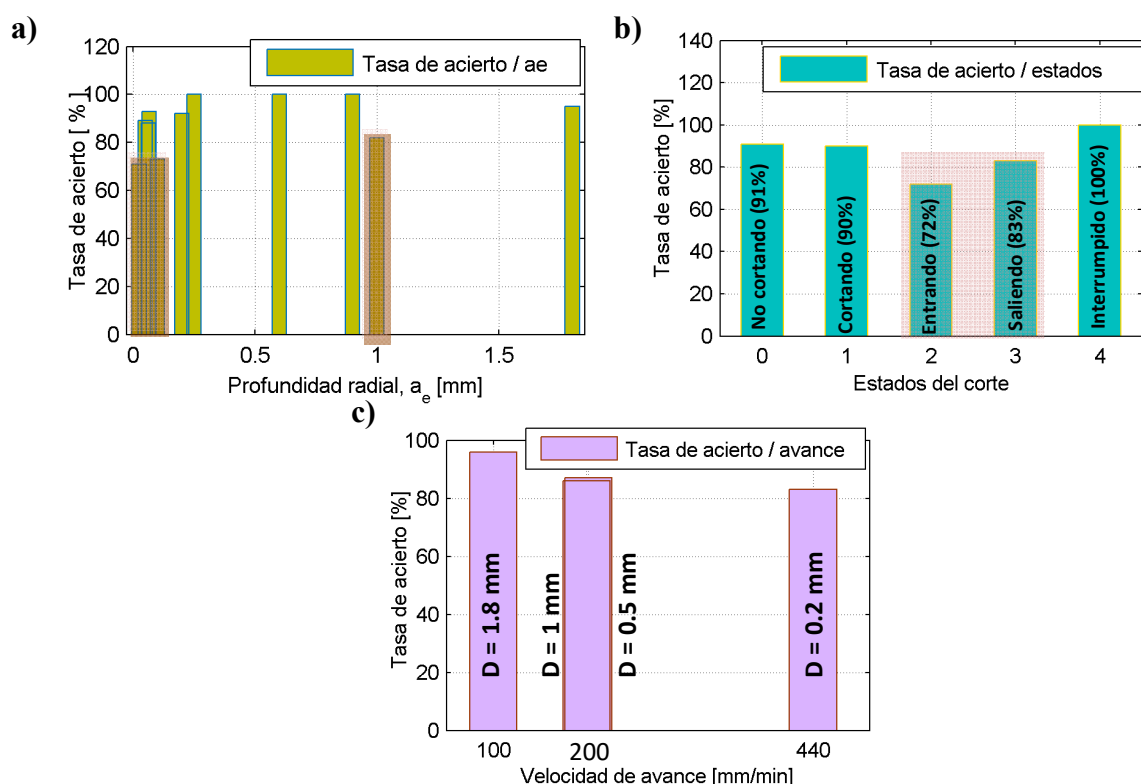 a)
Tasa de acierto / ae
Tasa de acierto [ % ]
120
100
80
60
40
20
0
0
0.5
1
1.5
Profundidad radial, a_e [mm]
b)
Tasa de acierto / estados
Tasa de acierto [%]
140
120
100
80
60
40
20
0
No cortando (91%)
Cortando (90%)
Entrando (72%)
Saliendo (83%)
Interrumpido (100%)
0
1
2
3
4
Estados del corte
c)
Tasa de acierto / avance
Tasa de acierto [%]
100
80
60
40
20
0
D = 1.8 mm
D = 1 mm
D = 0.5 mm
D = 0.2 mm
100
200
440
Velocidad de avance [mm/min]